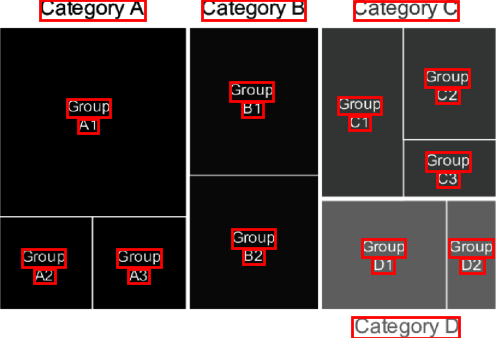 Category A
Category B
Category C
Group
A1
Group
A2
Group
A3
Group
B1
Group
B2
Group
C1
Group
C2
Group
C3
Group
D1
Group
D2
Category D